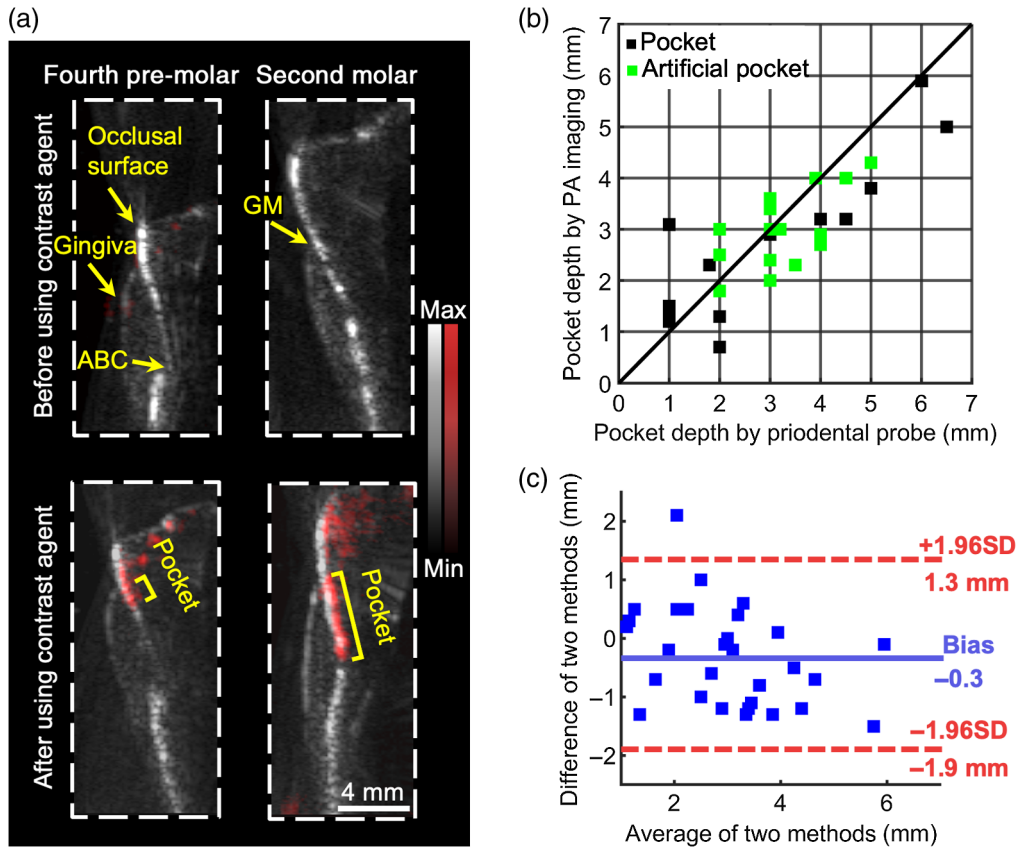 (a)
Fourth pre-molar
Second molar
Before using contrast agent
Occlusal
surface
Gingiva
ABC
GM
Max
Min
After using contrast agent
Pocket
Pocket
4 mm
(b)
Pocket depth by PA imaging (mm)
7
6
5
4
3
2
1
0
Pocket
Artificial pocket
0 1 2 3 4 5 6 7
Pocket depth by priodental probe (mm)
(c)
Difference of two methods (mm)
2
1
0
−1
−2
+1.96SD
1.3 mm
Bias
−0.3
−1.96SD
−1.9 mm
2 4 6
Average of two methods (mm)